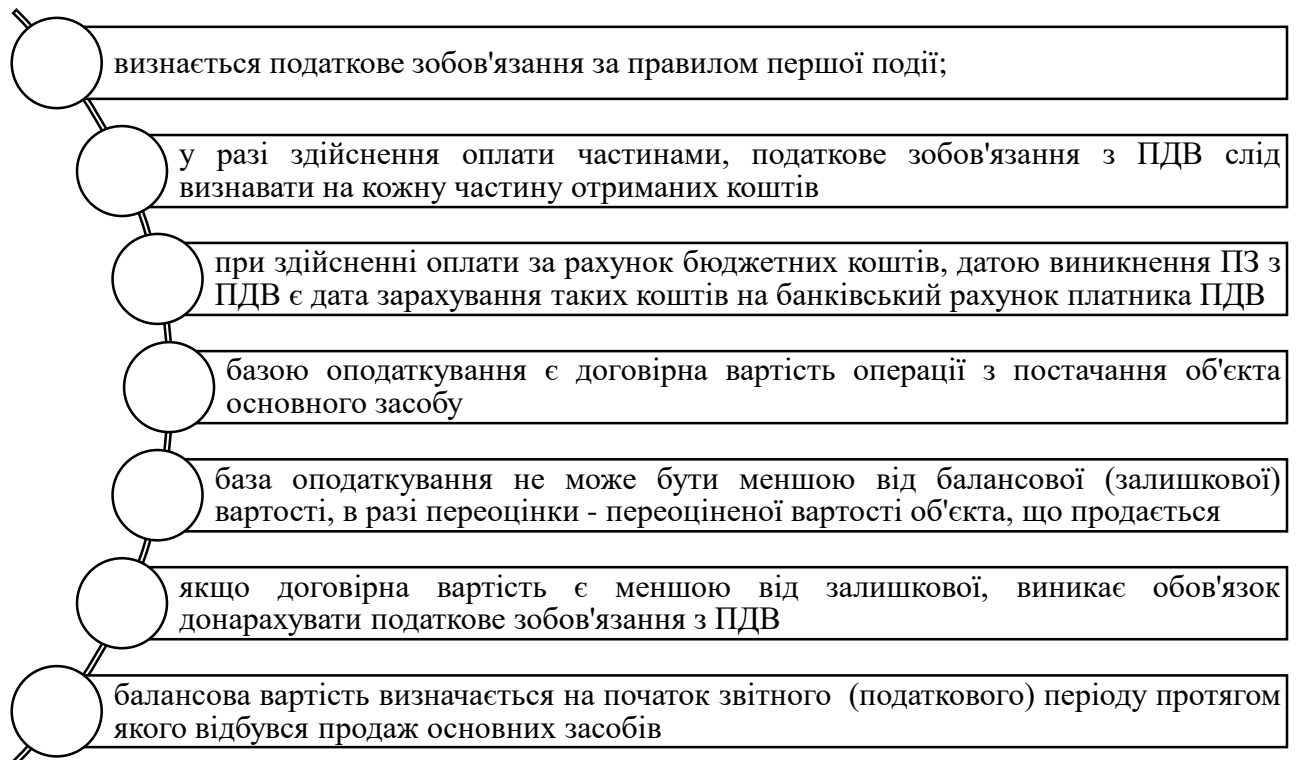 визнається податкове зобов'язання за правилом першої події;
у разі здійснення оплати частинами, податкове зобов'язання з ПДВ слід
визнавати на кожну частину отриманих коштів
при здійсненні оплати за рахунок бюджетних коштів, датою виникнення ПЗ з
ПДВ є дата зарахування таких коштів на банківський рахунок платника ПДВ
базою оподаткування є договірна вартість операції з постачання об'єкта
основного засобу
база оподаткування не може бути меншою від балансової (залишкової)
вартості, в разі переоцінки - переоціненої вартості об'єкта, що продається
якщо договірна вартість є меншою від залишкової, виникає обов'язок
донарахувати податкове зобов'язання з ПДВ
балансова вартість визначається на початок звітного (податкового) періоду протягом
якого відбувся продаж основних засобів